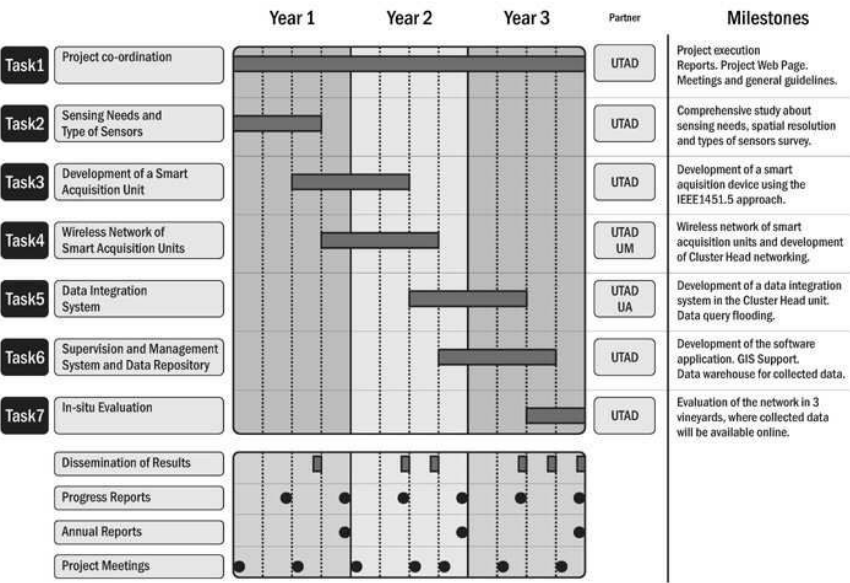 Year 1 Year 2 Year 3 Partner Milestones
Task1 Project co-ordination UTAD
Project execution
Reports. Project Web Page.
Meetings and general guidelines.
Task2 Sensing Needs and
Type of Sensors
UTAD
Comprehensive study about
sensing needs, spatial resolution
and types of sensors survey.
Task3 Development of a Smart
Acquisition Unit
UTAD
Development of a smart
aquisition device using the
IEEE1451.5 approach.
Task4 Wireless Network of
Smart Acquisition Units
UTAD
UM
Wireless network of smart
acquisition units and development
of Cluster Head networking.
Task5 Data Integration
System
UTAD
UA
Development of a data integration
system in the Cluster Head unit.
Data query flooding.
Task6 Supervision and Management
System and Data Repository
UTAD
Development of the software
application. GIS Support.
Data warehouse for collected data.
Task7 In-situ Evaluation
UTAD
Evaluation of the network in 3
vineyards, where collected data
will be available online.
Dissemination of Results
Progress Reports
Annual Reports
Project Meetings